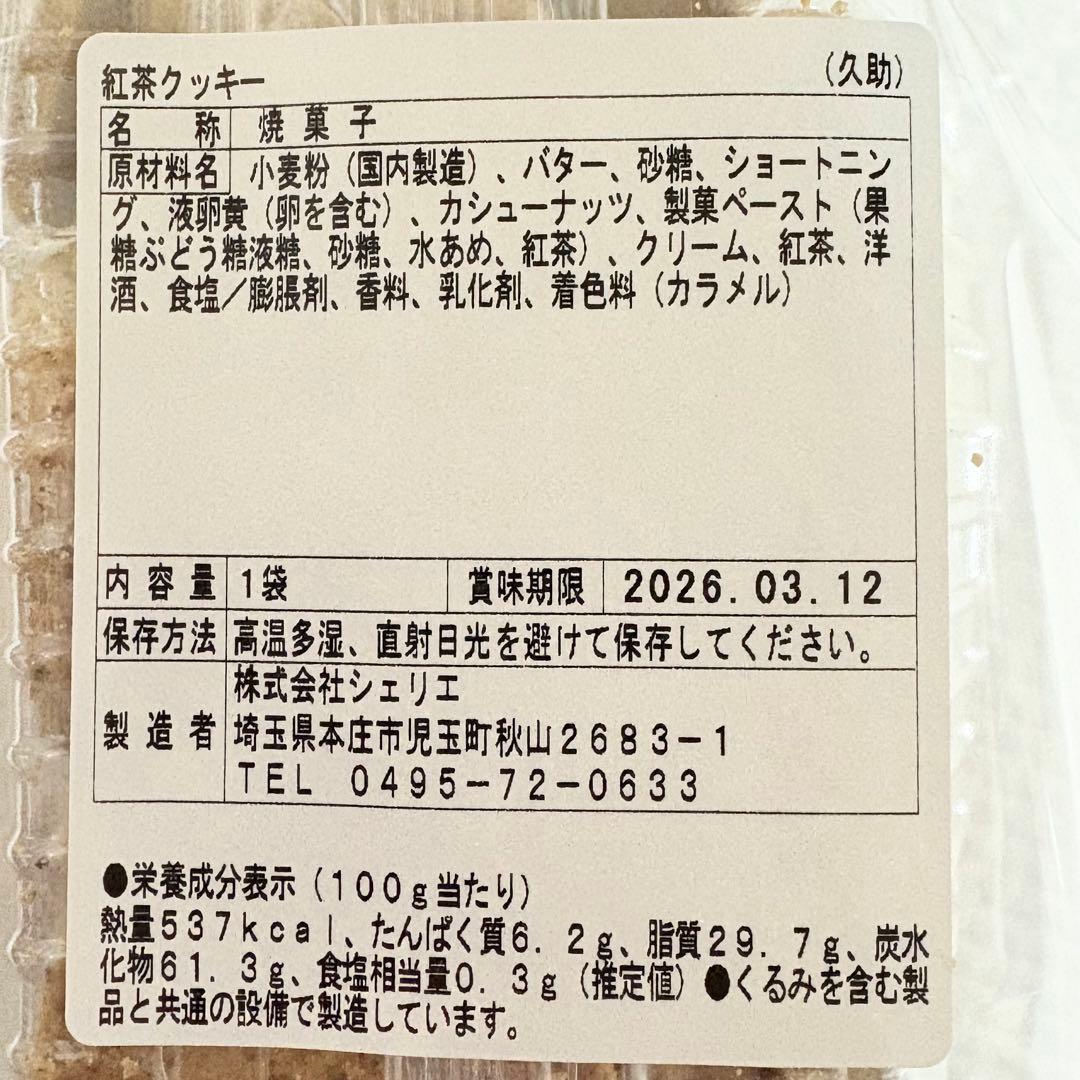 紅茶クッキー (久助)
名称 焼菓子
原材料名 小麦粉(国内製造)、バター、砂糖、ショートニン
グ、液卵黄(卵を含む)、カシューナッツ、製菓ペースト(果
糖ぶどう糖液糖、砂糖、水あめ、紅茶)、クリーム、紅茶、洋
酒、食塩／膨脹剤、香料、乳化剤、着色料(カラメル)
内容量 1袋 賞味期限 2026.03.12
保存方法 高温多湿、直射日光を避けて保存してください。
株式会社シェリエ
製造者 埼玉県本庄市児玉町秋山2683-1
TEL 0495-72-0633
●栄養成分表示(100g当たり)
熱量537kcal、たんぱく質6.2g、脂質29.7g、炭水
化物61.3g、食塩相当量0.3g(推定値)●くるみを含む製
品と共通の設備で製造しています。